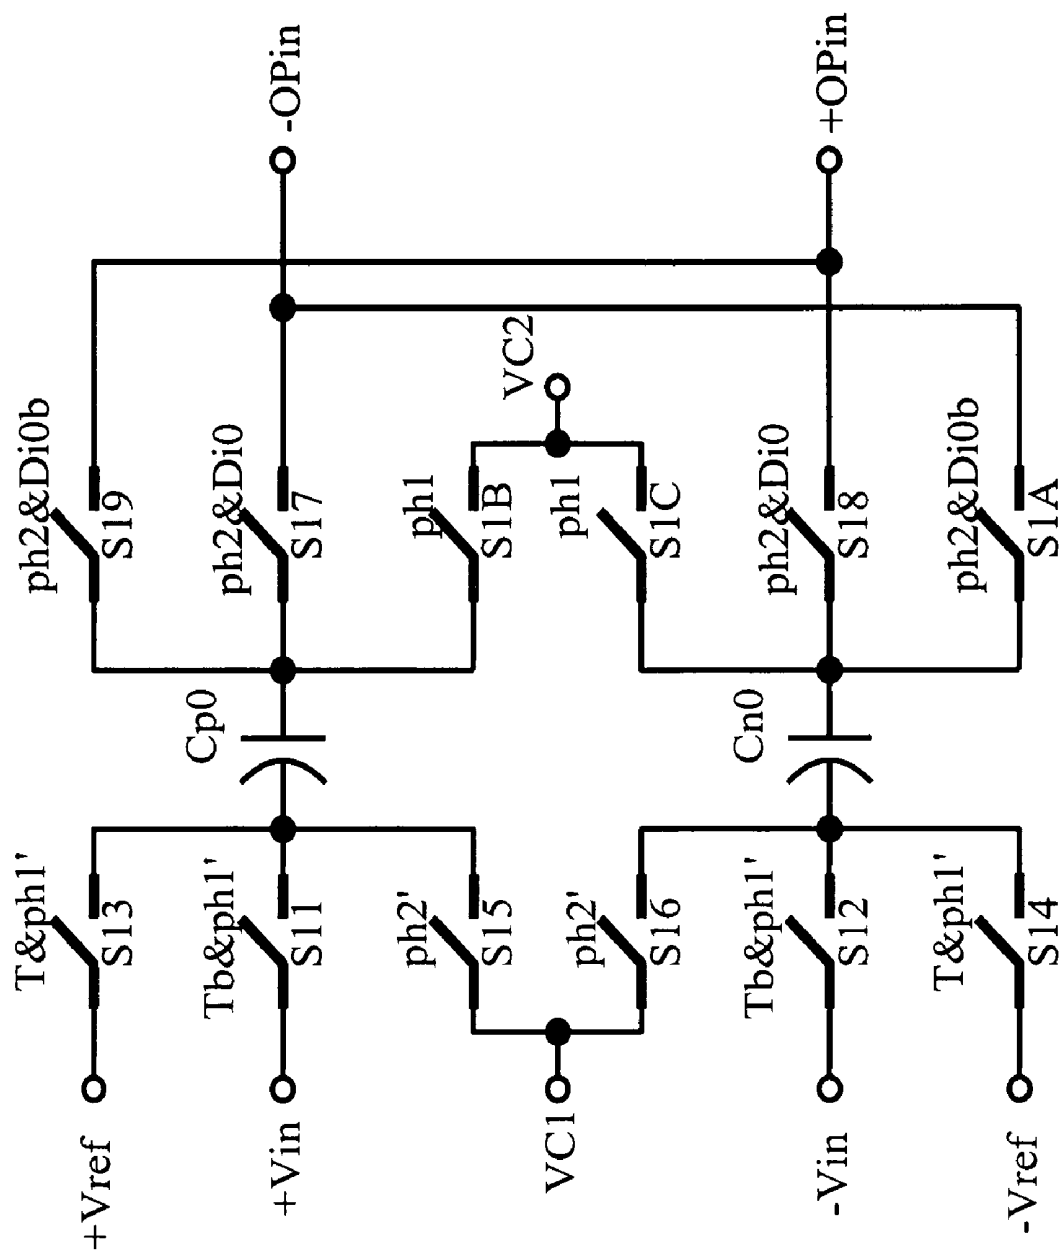 T&ph1'
ph2&Di0b
+Vref
S13
S19
Tb&ph1'
Cp0
ph2&Di0
+Vin
S11
S17
-OPin
ph2'
ph1
S15
S1B
VC2
VC1
ph2'
ph1
S16
S1C
Tb&ph1'
Cn0
ph2&Di0
-Vin
S12
S18
+OPin
T&ph1'
ph2&Di0b
-Vref
S14
S1A